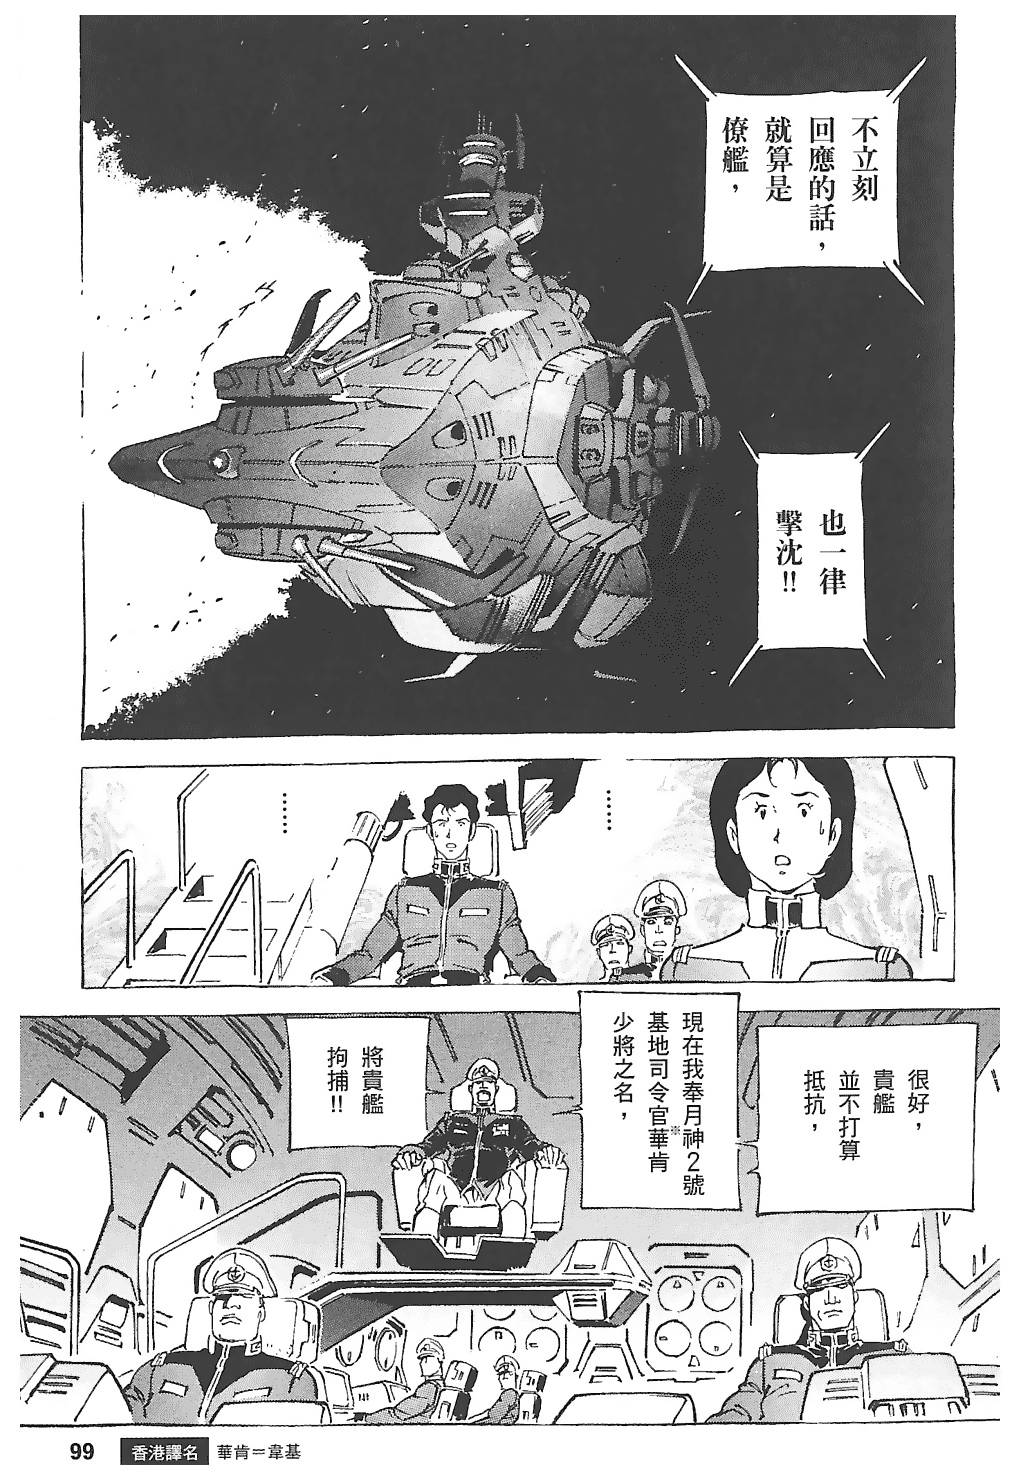 不立刻
回應的話，
就算是
僚艦，
也一律
擊沈!!
……
……
很好，
貴艦
並不打算
抵抗，
現在我奉月神2號
基地司令官華肯※
少將之名，
將貴艦
拘捕!!
99 香港譯名 華肯＝韋基